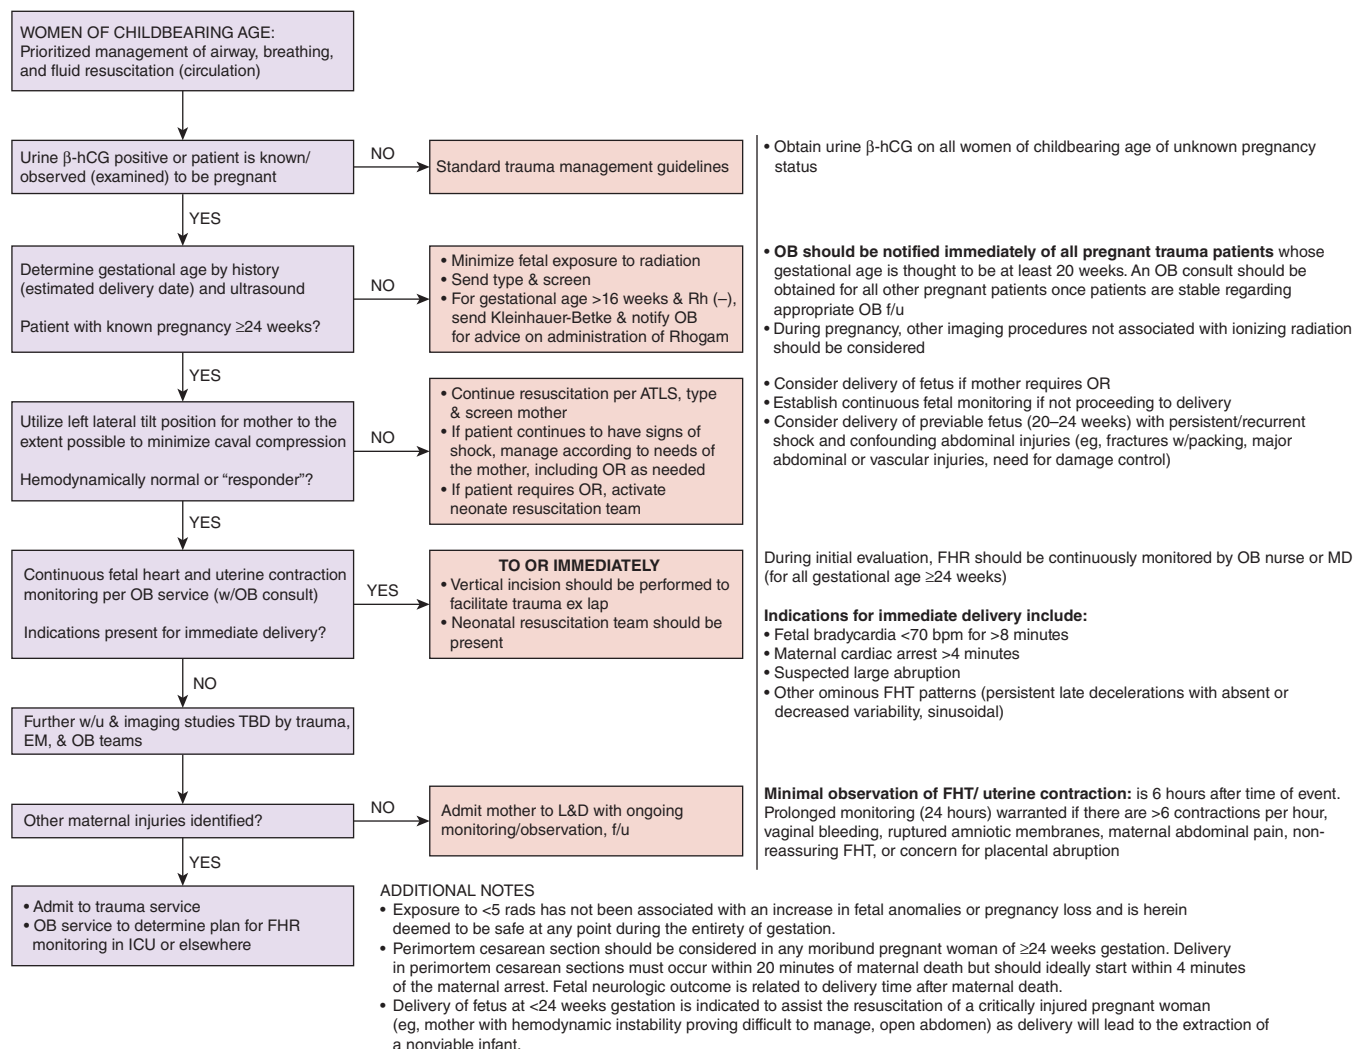 WOMEN OF CHILDBEARING AGE:
Prioritized management of airway, breathing,
and fluid resuscitation (circulation)
Urine β-hCG positive or patient is known/
observed (examined) to be pregnant
NO
Standard trauma management guidelines
• Obtain urine β-hCG on all women of childbearing age of unknown pregnancy
status
YES
Determine gestational age by history
(estimated delivery date) and ultrasound
Patient with known pregnancy ≥24 weeks?
NO
• Minimize fetal exposure to radiation
• Send type & screen
• For gestational age >16 weeks & Rh (–),
send Kleinhauer-Betke & notify OB
for advice on administration of Rhogam
• OB should be notified immediately of all pregnant trauma patients whose
gestational age is thought to be at least 20 weeks. An OB consult should be
obtained for all other pregnant patients once patients are stable regarding
appropriate OB f/u
• During pregnancy, other imaging procedures not associated with ionizing radiation
should be considered
YES
Utilize left lateral tilt position for mother to the
extent possible to minimize caval compression
Hemodynamically normal or “responder”?
NO
• Continue resuscitation per ATLS, type
& screen mother
• If patient continues to have signs of
shock, manage according to needs of
the mother, including OR as needed
• If patient requires OR, activate
neonate resuscitation team
• Consider delivery of fetus if mother requires OR
• Establish continuous fetal monitoring if not proceeding to delivery
• Consider delivery of previable fetus (20–24 weeks) with persistent/recurrent
shock and confounding abdominal injuries (eg, fractures w/packing, major
abdominal or vascular injuries, need for damage control)
YES
Continuous fetal heart and uterine contraction
monitoring per OB service (w/OB consult)
Indications present for immediate delivery?
YES
TO OR IMMEDIATELY
• Vertical incision should be performed to
facilitate trauma ex lap
• Neonatal resuscitation team should be
present
During initial evaluation, FHR should be continuously monitored by OB nurse or MD
(for all gestational age ≥24 weeks)
Indications for immediate delivery include:
• Fetal bradycardia <70 bpm for >8 minutes
• Maternal cardiac arrest >4 minutes
• Suspected large abruption
• Other ominous FHT patterns (persistent late decelerations with absent or
decreased variability, sinusoidal)
NO
Further w/u & imaging studies TBD by trauma,
EM, & OB teams
Other maternal injuries identified?
NO
Admit mother to L&D with ongoing
monitoring/observation, f/u
Minimal observation of FHT/ uterine contraction: is 6 hours after time of event.
Prolonged monitoring (24 hours) warranted if there are >6 contractions per hour,
vaginal bleeding, ruptured amniotic membranes, maternal abdominal pain, non-
reassuring FHT, or concern for placental abruption
YES
• Admit to trauma service
• OB service to determine plan for FHR
monitoring in ICU or elsewhere
ADDITIONAL NOTES
• Exposure to <5 rads has not been associated with an increase in fetal anomalies or pregnancy loss and is herein
deemed to be safe at any point during the entirety of gestation.
• Perimortem cesarean section should be considered in any moribund pregnant woman of ≥24 weeks gestation. Delivery
in perimortem cesarean sections must occur within 20 minutes of maternal death but should ideally start within 4 minutes
of the maternal arrest. Fetal neurologic outcome is related to delivery time after maternal death.
• Delivery of fetus at <24 weeks gestation is indicated to assist the resuscitation of a critically injured pregnant woman
(eg, mother with hemodynamic instability proving difficult to manage, open abdomen) as delivery will lead to the extraction of
a nonviable infant.